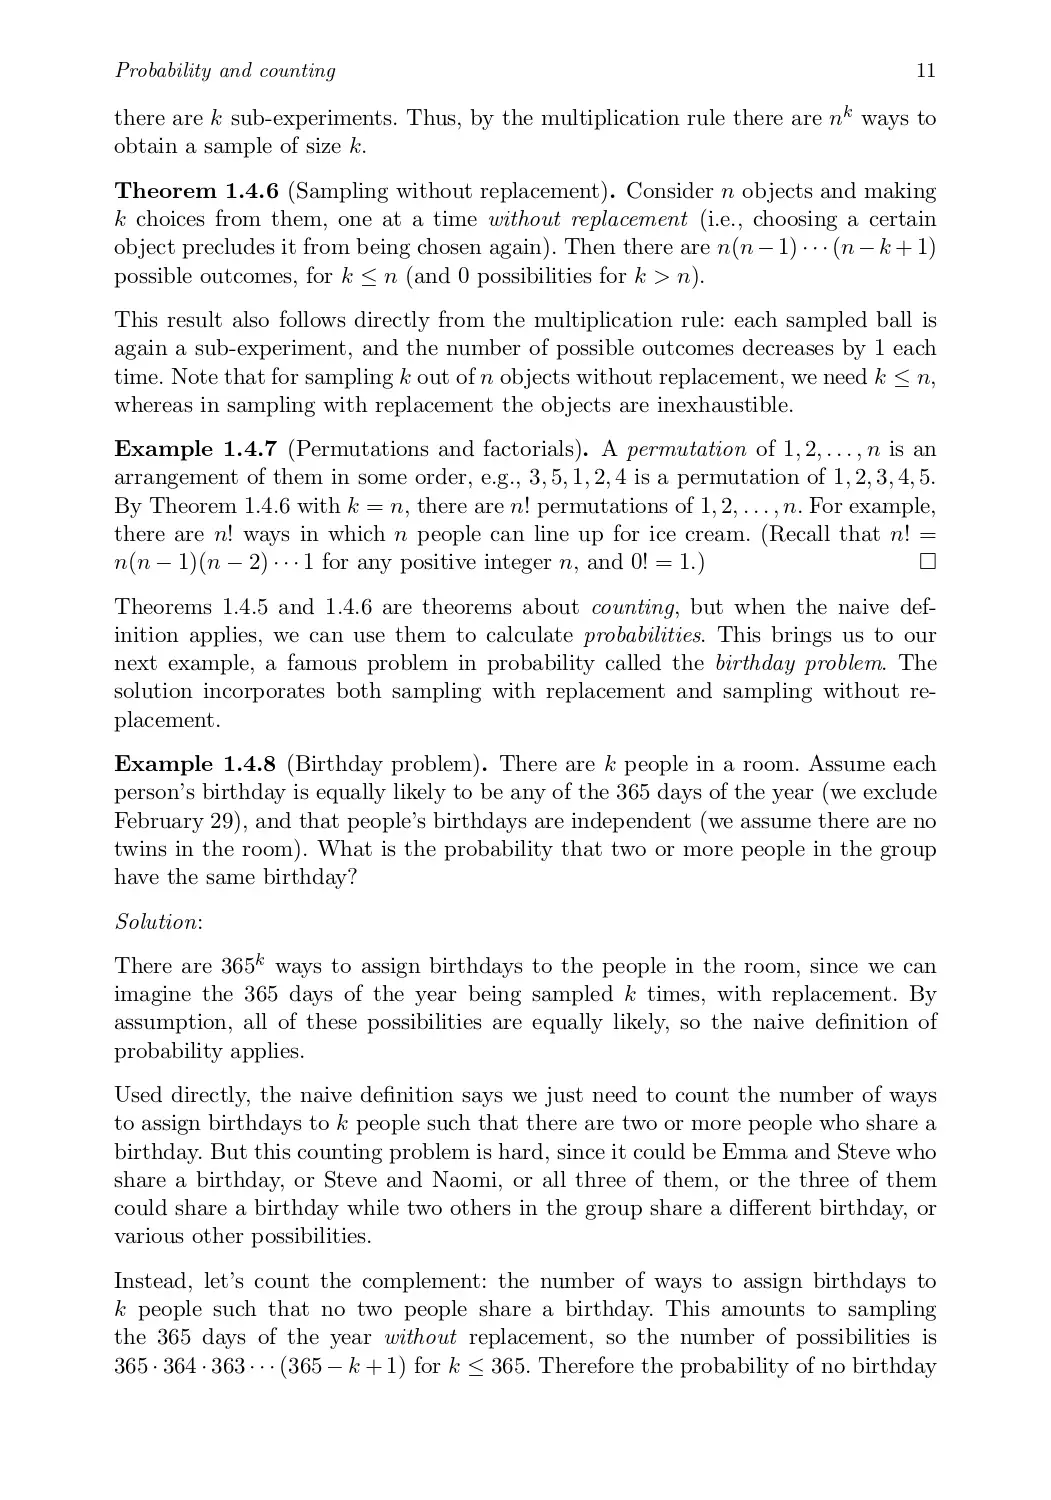 Probability and counting 11
there are k sub-experiments. Thus, by the multiplication rule there are n^k ways to
obtain a sample of size k.
Theorem 1.4.6 (Sampling without replacement). Consider n objects and making
k choices from them, one at a time without replacement (i.e., choosing a certain
object precludes it from being chosen again). Then there are n(n − 1) ··· (n − k + 1)
possible outcomes, for k ≤ n (and 0 possibilities for k > n).
This result also follows directly from the multiplication rule: each sampled ball is
again a sub-experiment, and the number of possible outcomes decreases by 1 each
time. Note that for sampling k out of n objects without replacement, we need k ≤ n,
whereas in sampling with replacement the objects are inexhaustible.
Example 1.4.7 (Permutations and factorials). A permutation of 1, 2, . . . , n is an
arrangement of them in some order, e.g., 3, 5, 1, 2, 4 is a permutation of 1, 2, 3, 4, 5.
By Theorem 1.4.6 with k = n, there are n! permutations of 1, 2, . . . , n. For example,
there are n! ways in which n people can line up for ice cream. (Recall that n! =
n(n − 1)(n − 2) ··· 1 for any positive integer n, and 0! = 1.) □
Theorems 1.4.5 and 1.4.6 are theorems about counting, but when the naive def-
inition applies, we can use them to calculate probabilities. This brings us to our
next example, a famous problem in probability called the birthday problem. The
solution incorporates both sampling with replacement and sampling without re-
placement.
Example 1.4.8 (Birthday problem). There are k people in a room. Assume each
person's birthday is equally likely to be any of the 365 days of the year (we exclude
February 29), and that people's birthdays are independent (we assume there are no
twins in the room). What is the probability that two or more people in the group
have the same birthday?
Solution:
There are 365^k ways to assign birthdays to the people in the room, since we can
imagine the 365 days of the year being sampled k times, with replacement. By
assumption, all of these possibilities are equally likely, so the naive definition of
probability applies.
Used directly, the naive definition says we just need to count the number of ways
to assign birthdays to k people such that there are two or more people who share a
birthday. But this counting problem is hard, since it could be Emma and Steve who
share a birthday, or Steve and Naomi, or all three of them, or the three of them
could share a birthday while two others in the group share a different birthday, or
various other possibilities.
Instead, let's count the complement: the number of ways to assign birthdays to
k people such that no two people share a birthday. This amounts to sampling
the 365 days of the year without replacement, so the number of possibilities is
365 · 364 · 363 ··· (365 − k + 1) for k ≤ 365. Therefore the probability of no birthday